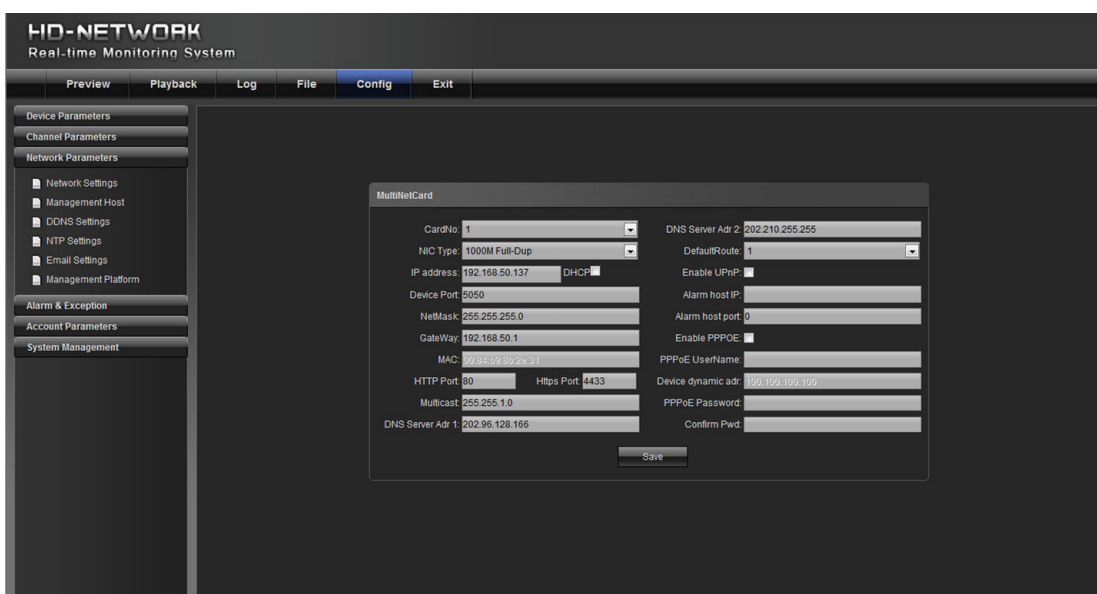 HD-NETWORK
Real-time Monitoring System
Preview Playback Log File Config Exit
Device Parameters
Channel Parameters
Network Parameters
Network Settings
Management Host
DDNS Settings
NTP Settings
Email Settings
Management Platform
Alarm & Exception
Account Parameters
System Management
MultiNetCard
CardNo: 1
NIC Type: 1000M Full-Dup
IP address: 192.168.50.137 DHCP
Device Port: 5050
NetMask: 255.255.255.0
GateWay: 192.168.50.1
MAC:
HTTP Port: 80 Https Port: 4433
Multicast: 255.255.1.0
DNS Server Adr 1: 202.96.128.166
DNS Server Adr 2: 202.210.255.255
DefaultRoute: 1
Enable UPnP:
Alarm host IP:
Alarm host port: 0
Enable PPPOE:
PPPoE UserName:
Device dynamic adr: 100.100.100.100
PPPoE Password:
Confirm Pwd:
Save